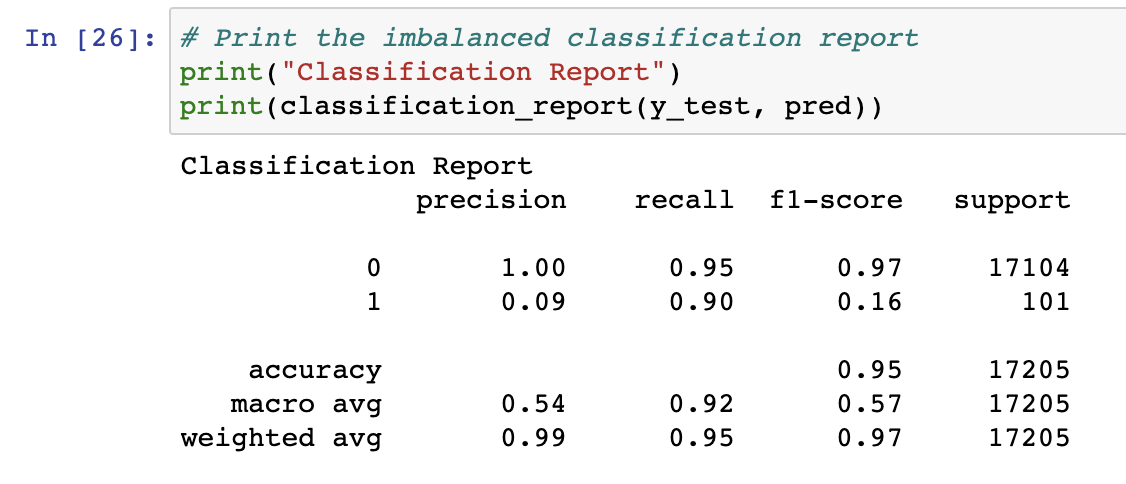 In [26]: # Print the imbalanced classification report
print("Classification Report")
print(classification_report(y_test, pred))
Classification Report
precision recall f1-score support
0 1.00 0.95 0.97 17104
1 0.09 0.90 0.16 101
accuracy 0.95 17205
macro avg 0.54 0.92 0.57 17205
weighted avg 0.99 0.95 0.97 17205